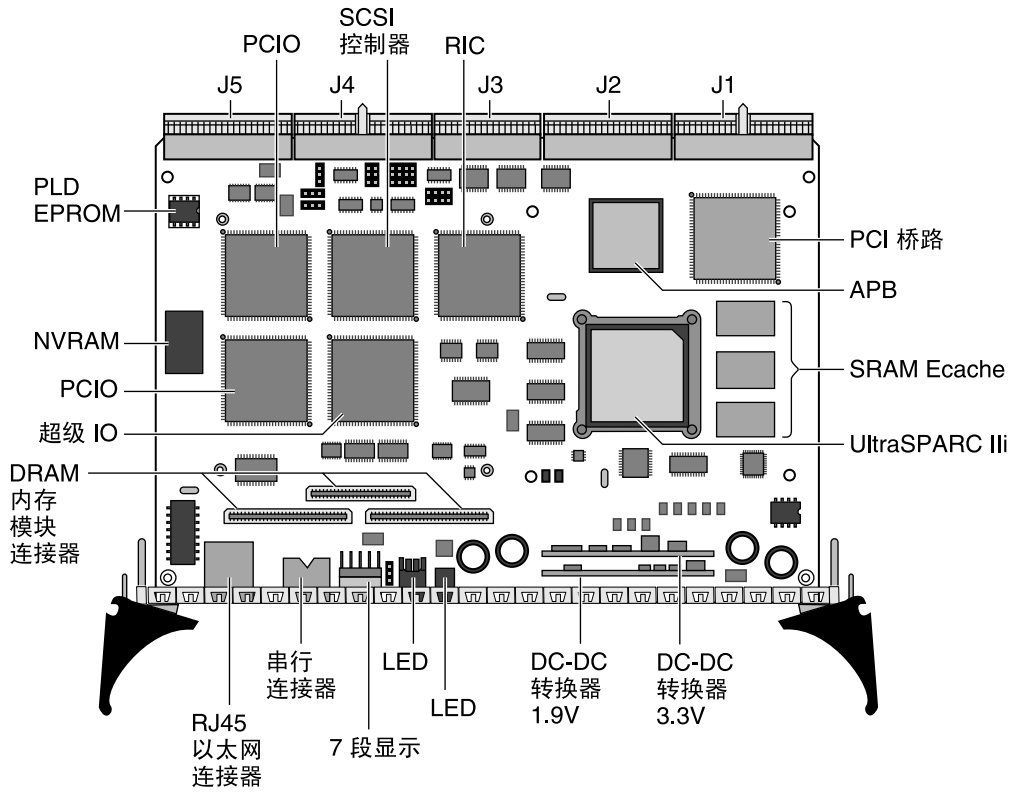 SCSI
控制器
PCIO
RIC
J5
J4
J3
J2
J1
PLD
EPROM
PCI 桥路
APB
NVRAM
SRAM Ecache
PCIO
超级 IO
UltraSPARC IIi
DRAM
内存
模块
连接器
串行
连接器
LED
LED
DC-DC
转换器
1.9V
DC-DC
转换器
3.3V
RJ45
以太网
连接器
7 段显示